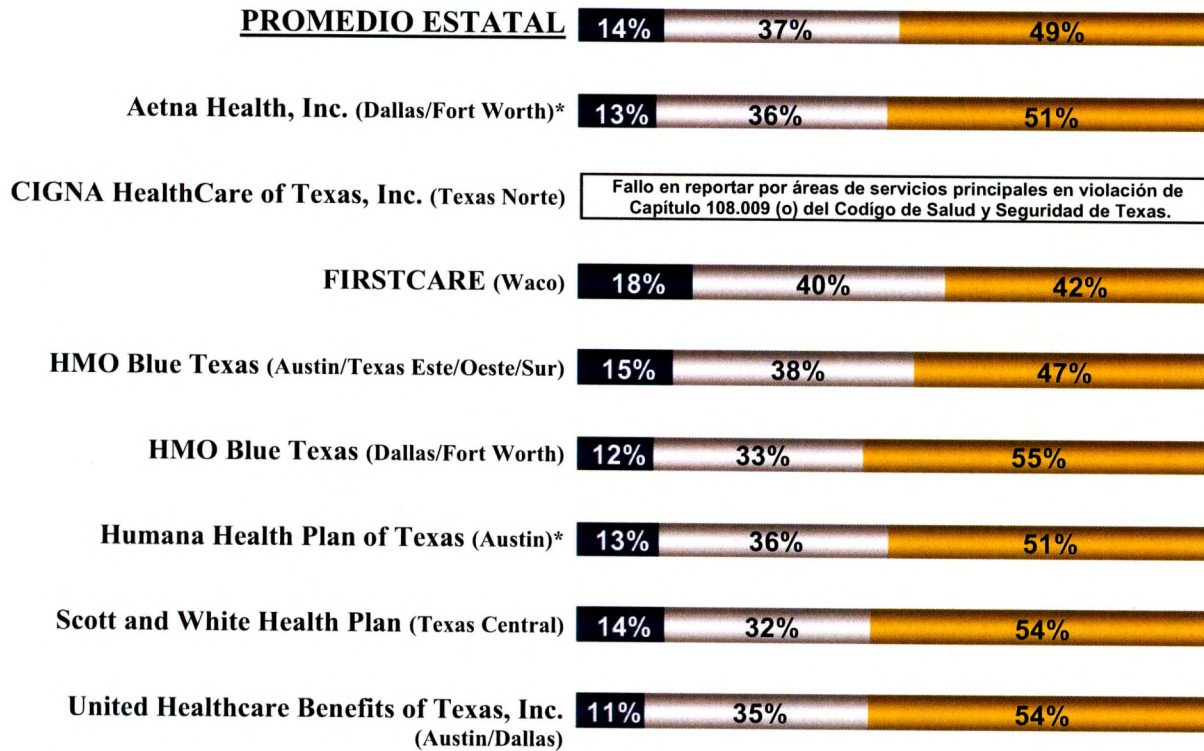 PROMEDIO ESTATAL 14% 37% 49%
Aetna Health, Inc. (Dallas/Fort Worth)* 13% 36% 51%
CIGNA HealthCare of Texas, Inc. (Texas Norte) Fallo en reportar por áreas de servicios principales en violación de
Capítulo 108.009 (o) del Codígo de Salud y Seguridad de Texas.
FIRSTCARE (Waco) 18% 40% 42%
HMO Blue Texas (Austin/Texas Este/Oeste/Sur) 15% 38% 47%
HMO Blue Texas (Dallas/Fort Worth) 12% 33% 55%
Humana Health Plan of Texas (Austin)* 13% 36% 51%
Scott and White Health Plan (Texas Central) 14% 32% 54%
United Healthcare Benefits of Texas, Inc. 11% 35% 54%
(Austin/Dallas)